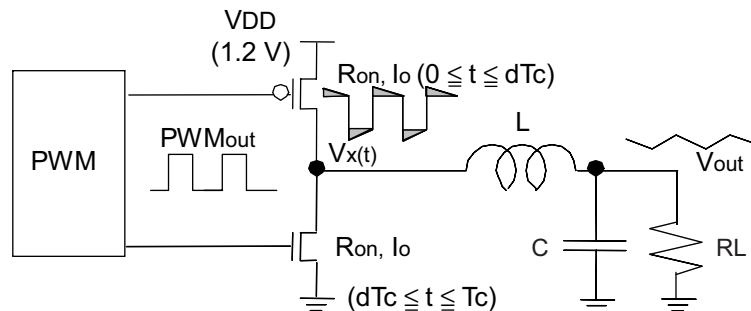 VDD
(1.2 V)
Ron, Io (0 ≦ t ≦ dTc)
PWM
PWMout
Vx(t)
L
Vout
Ron, Io
C
RL
(dTc ≦ t ≦ Tc)